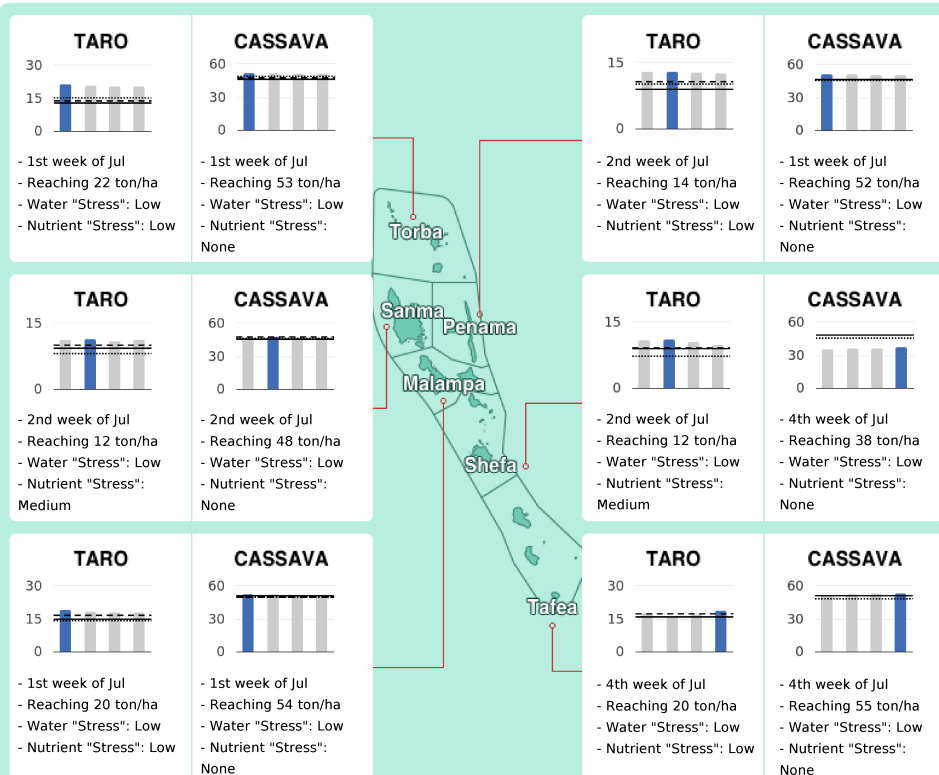 TARO
30
15
0
- 1st week of Jul
- Reaching 22 ton/ha
- Water "Stress": Low
- Nutrient "Stress": Low
CASSAVA
60
30
0
- 1st week of Jul
- Reaching 53 ton/ha
- Water "Stress": Low
- Nutrient "Stress":
None
TARO
15
0
- 2nd week of Jul
- Reaching 14 ton/ha
- Water "Stress": Low
- Nutrient "Stress": Low
CASSAVA
60
30
0
- 1st week of Jul
- Reaching 52 ton/ha
- Water "Stress": Low
- Nutrient "Stress":
None
TARO
15
0
- 2nd week of Jul
- Reaching 12 ton/ha
- Water "Stress": Low
- Nutrient "Stress":
Medium
CASSAVA
60
30
0
- 2nd week of Jul
- Reaching 48 ton/ha
- Water "Stress": Low
- Nutrient "Stress":
None
Torba
Sanma
Penama
Malampa
Shefa
Tafea
TARO
15
0
- 2nd week of Jul
- Reaching 12 ton/ha
- Water "Stress": Low
- Nutrient "Stress":
Medium
CASSAVA
60
30
0
- 4th week of Jul
- Reaching 38 ton/ha
- Water "Stress": Low
- Nutrient "Stress":
None
TARO
30
15
0
- 1st week of Jul
- Reaching 20 ton/ha
- Water "Stress": Low
- Nutrient "Stress": Low
CASSAVA
60
30
0
- 1st week of Jul
- Reaching 54 ton/ha
- Water "Stress": Low
- Nutrient "Stress":
None
TARO
30
15
0
- 4th week of Jul
- Reaching 20 ton/ha
- Water "Stress": Low
- Nutrient "Stress": Low
CASSAVA
60
30
0
- 4th week of Jul
- Reaching 55 ton/ha
- Water "Stress": Low
- Nutrient "Stress":
None